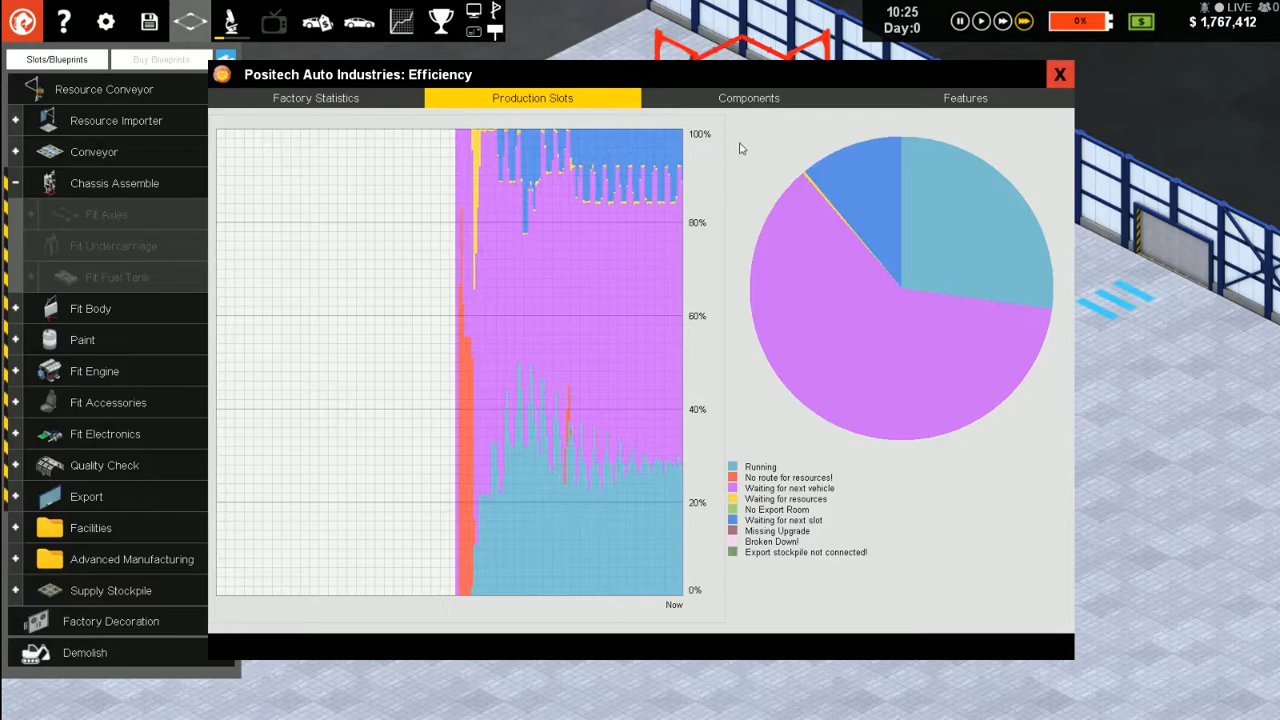 10:25
Day:0
0%
LIVE
0
$ 1,767,412
Slots/Blueprints
Buy Blueprints
Positech Auto Industries: Efficiency
X
Factory Statistics
Production Slots
Components
Features
Resource Conveyor
Resource Importer
Conveyor
Chassis Assemble
Fit Axles
Fit Undercarriage
Fit Fuel Tank
Fit Body
Paint
Fit Engine
Fit Accessories
Fit Electronics
Quality Check
Export
Facilities
Advanced Manufacturing
Supply Stockpile
Factory Decoration
Demolish
100%
80%
60%
40%
20%
0%
Now
Running
No route for resources!
Waiting for next vehicle
Waiting for resources
No Export Room
Waiting for next slot
Missing Upgrade
Broken Down!
Export stockpile not connected!